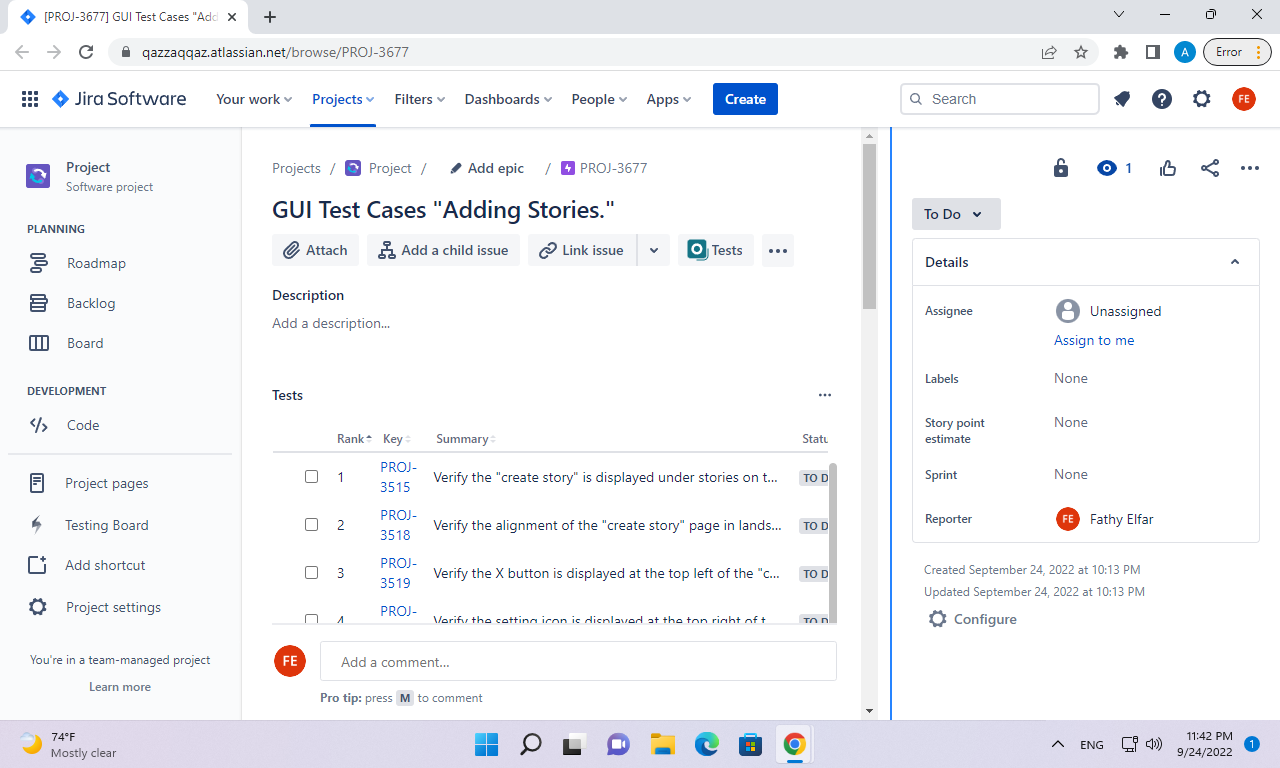 [PROJ-3677] GUI Test Cases "Add
qazzaqqaz.atlassian.net/browse/PROJ-3677
A
Error
Jira Software
Your work
Projects
Filters
Dashboards
People
Apps
Create
Search
FE
Project
Software project
PLANNING
Roadmap
Backlog
Board
DEVELOPMENT
Code
Project pages
Testing Board
Add shortcut
Project settings
You're in a team-managed project
Learn more
Projects / Project / Add epic / PROJ-3677
GUI Test Cases "Adding Stories."
Attach
Add a child issue
Link issue
Tests
Description
Add a description...
Tests
Rank Key Summary Statu
1 PROJ-3515 Verify the "create story" is displayed under stories on t... TO D
2 PROJ-3518 Verify the alignment of the "create story" page in lands... TO D
3 PROJ-3519 Verify the X button is displayed at the top left of the "c... TO D
4 PROJ- Verify the setting icon is displayed at the top right of t... TO D
FE
Add a comment...
Pro tip: press M to comment
1
To Do
Details
Assignee
Unassigned
Assign to me
Labels
None
Story point estimate
None
Sprint
None
Reporter
FE Fathy Elfar
Created September 24, 2022 at 10:13 PM
Updated September 24, 2022 at 10:13 PM
Configure
74°F
Mostly clear
ENG
11:42 PM
9/24/2022
1